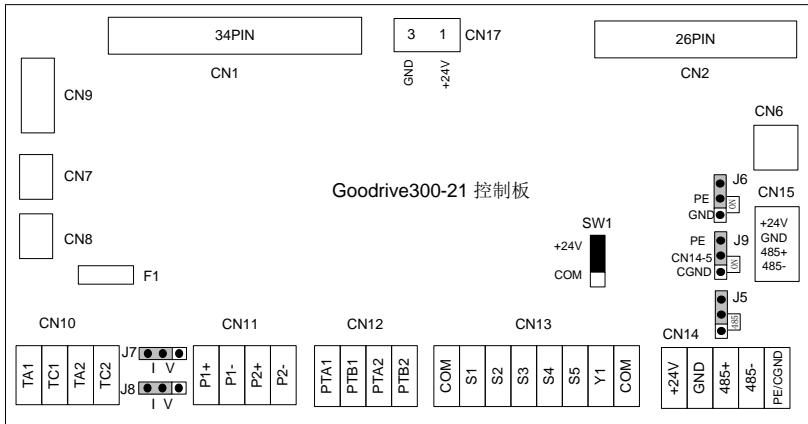 34PIN
CN1
3 1
CN17
GND
+24V
26PIN
CN2
CN9
CN7
CN8
F1
Goodrive300-21 控制板
SW1
+24V
COM
CN6
J6
PE
GND
NO
J9
PE
CN14-5
CGND
NO
J5
485
CN15
+24V
GND
485+
485-
CN10
TA1
TC1
TA2
TC2
J7
I V
J8
I V
CN11
P1+
P1-
P2+
P2-
CN12
PTA1
PTB1
PTA2
PTB2
CN13
COM
S1
S2
S3
S4
S5
Y1
COM
CN14
+24V
GND
485+
485-
PE/CGND